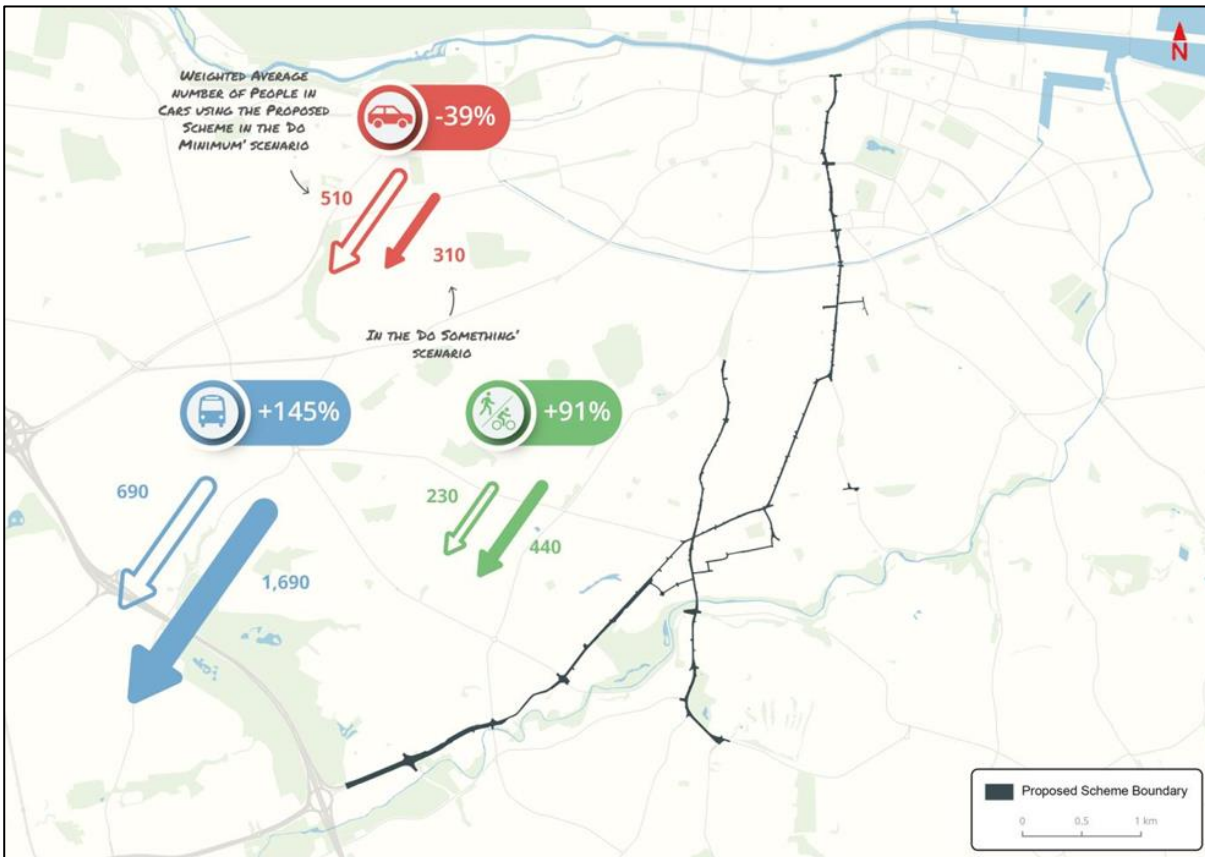 WEIGHTED AVERAGE
NUMBER OF PEOPLE IN
CARS USING THE PROPOSED
SCHEME IN THE 'DO
MINIMUM' SCENARIO
-39%
510
310
IN THE 'DO SOMETHING'
SCENARIO
+145%
690
1,690
+91%
230
440
N
Proposed Scheme Boundary
0 0.5 1 km